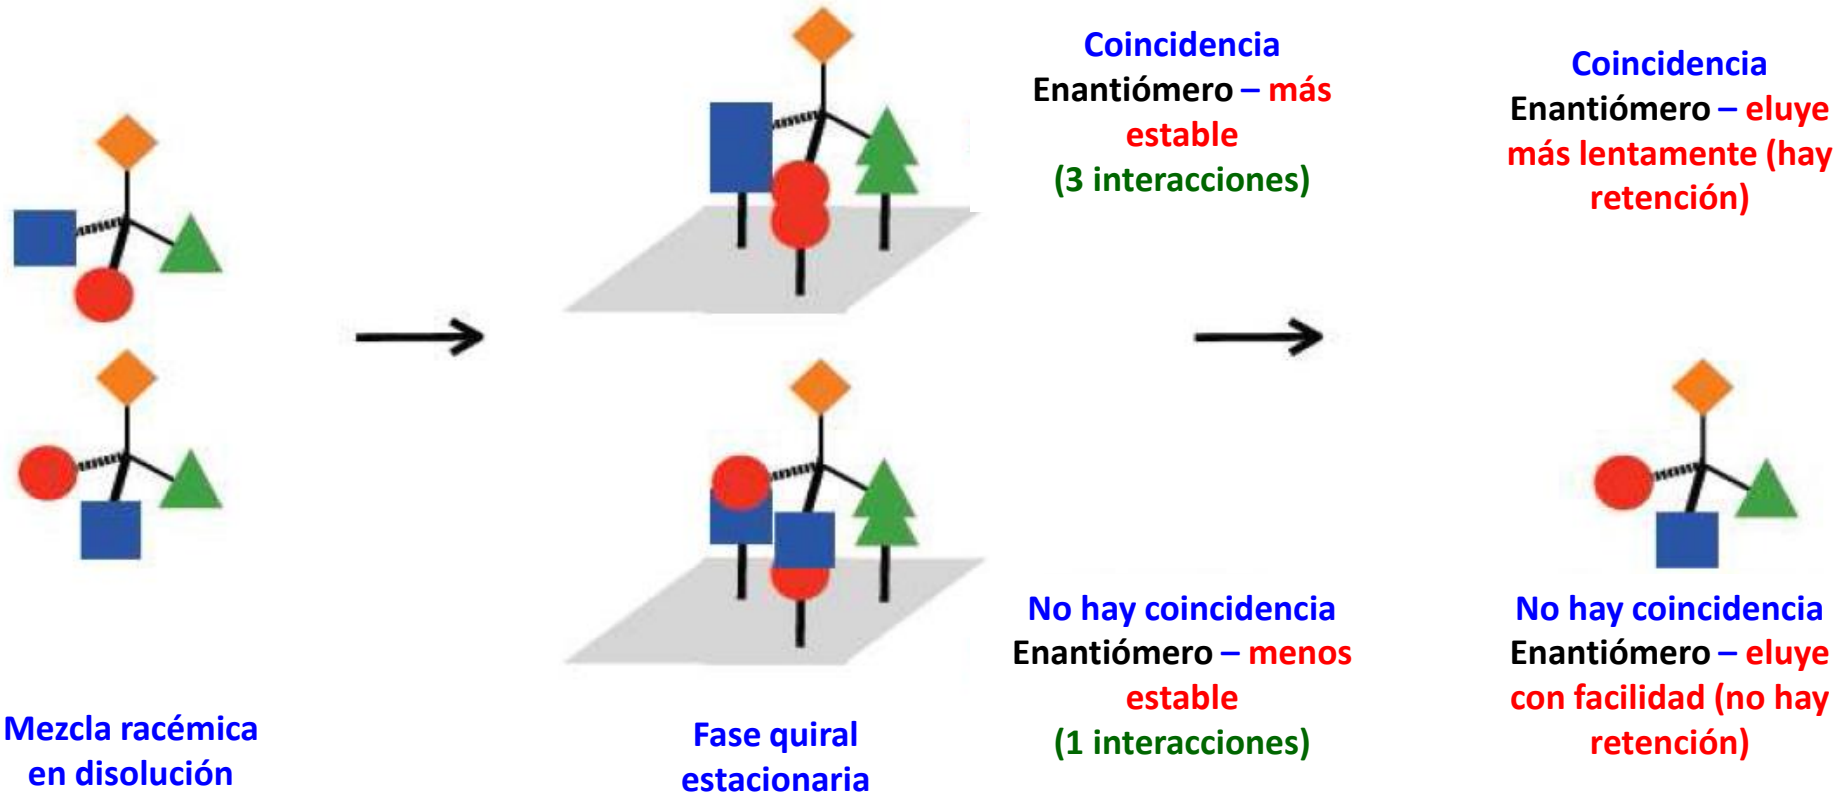 Coincidencia
Enantiómero – más
estable
(3 interacciones)
Coincidencia
Enantiómero – eluye
más lentamente (hay
retención)
No hay coincidencia
Enantiómero – menos
estable
(1 interacciones)
No hay coincidencia
Enantiómero – eluye
con facilidad (no hay
retención)
Mezcla racémica
en disolución
Fase quiral
estacionaria